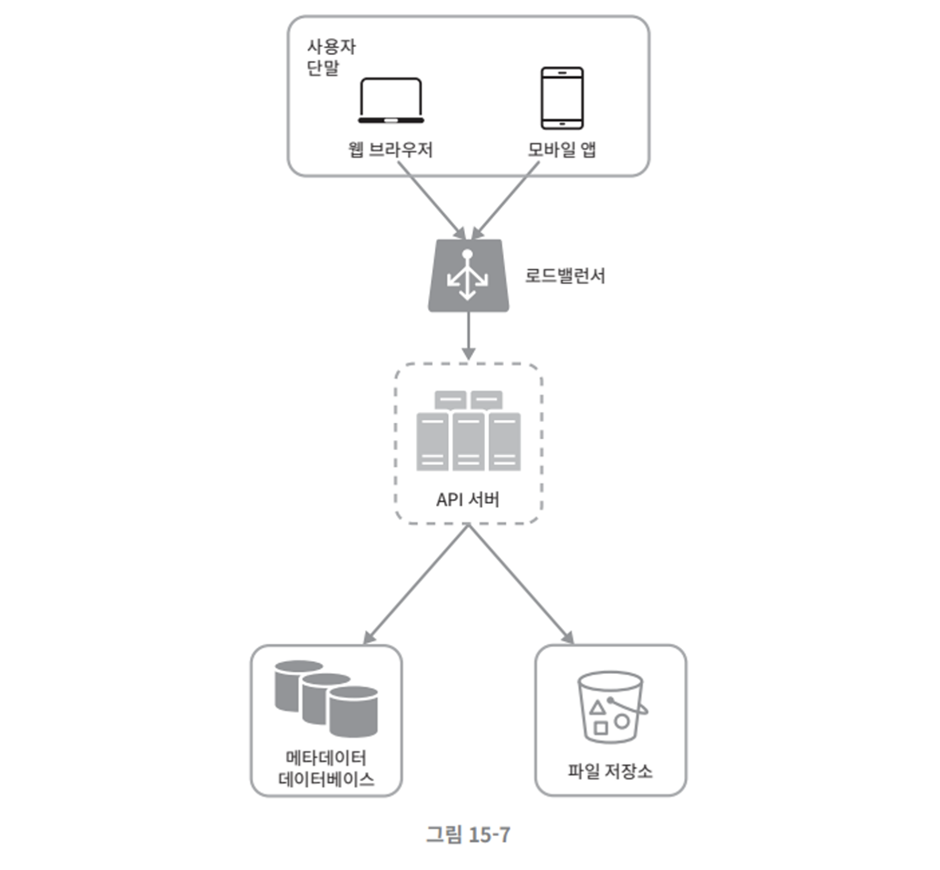 사용자
단말
웹 브라우저
모바일 앱
로드밸런서
API 서버
메타데이터
데이터베이스
파일 저장소
그림 15-7